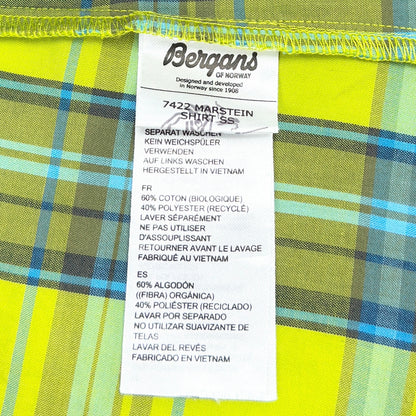 Bergans
OF NORWAY
Designed and developed
in Norway since 1908
7422 MARSTEIN
SHIRT SS
SEPARAT WASCHEN
KEIN WEICHSPÜLER
VERWENDEN
AUF LINKS WASCHEN
HERGESTELLT IN VIETNAM
FR
60% COTON (BIOLOGIQUE)
40% POLYESTER (RECYCLÉ)
LAVER SÉPARÉMENT
NE PAS UTILISER
D'ASSOUPLISSANT
RETOURNER AVANT LE LAVAGE
FABRIQUÉ AU VIETNAM
ES
60% ALGODÓN
((FIBRA) ORGÁNICA)
40% POLIÉSTER (RECICLADO)
LAVAR POR SEPARADO
NO UTILIZAR SUAVIZANTE DE
TELAS
LAVAR DEL REVÉS
FABRICADO EN VIETNAM